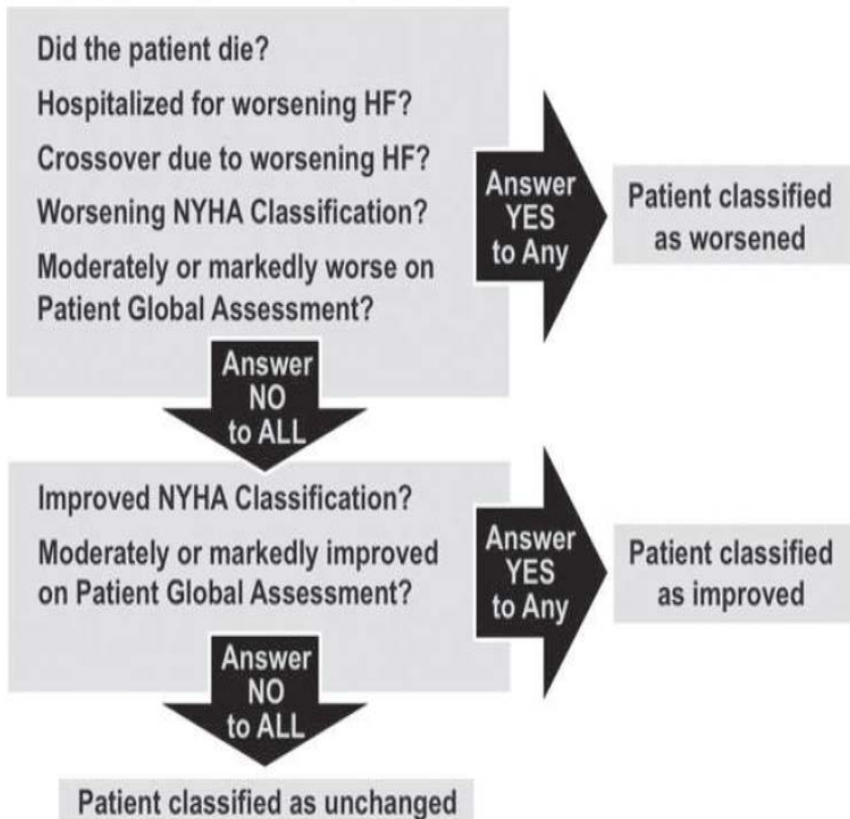 Did the patient die?
Hospitalized for worsening HF?
Crossover due to worsening HF?
Worsening NYHA Classification?
Moderately or markedly worse on
Patient Global Assessment?
Answer
YES
to Any
Patient classified
as worsened
Answer
NO
to ALL
Improved NYHA Classification?
Moderately or markedly improved
on Patient Global Assessment?
Answer
YES
to Any
Patient classified
as improved
Answer
NO
to ALL
Patient classified as unchanged